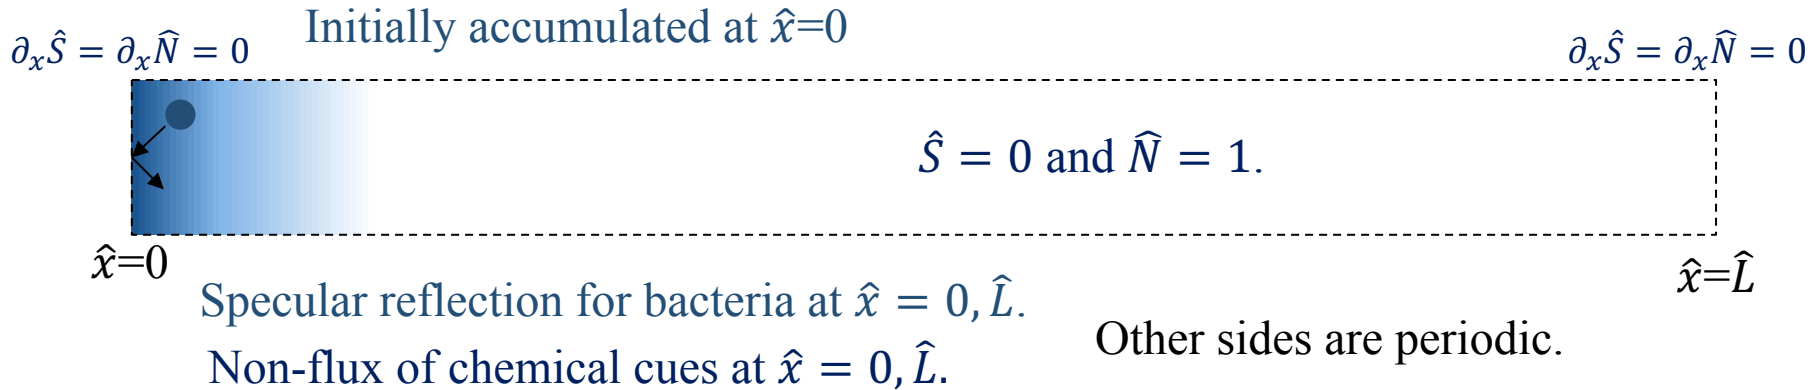 Initially accumulated at x̂=0
∂ₓŜ = ∂ₓN̂ = 0
∂ₓŜ = ∂ₓN̂ = 0
Ŝ = 0 and N̂ = 1.
x̂=0
x̂=L̂
Specular reflection for bacteria at x̂ = 0, L̂.
Other sides are periodic.
Non-flux of chemical cues at x̂ = 0, L̂.